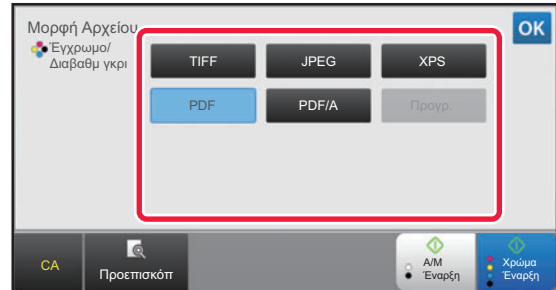 Μορφή Αρχείου
OK
Έγχρωμο/
Διαβαθμ γκρι
TIFF
JPEG
XPS
PDF
PDF/A
Προγρ.
CA
Προεπισκόπ
Α/Μ
Έναρξη
Χρώμα
Έναρξη